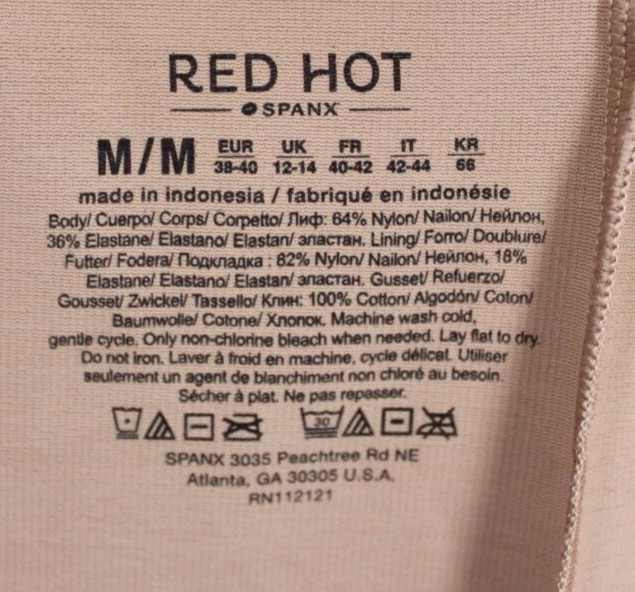 RED HOT
SPANX
M/M EUR UK FR IT KR
38-40 12-14 40-42 42-44 66
made in indonesia / fabriqué en indonésie
Body/ Cuerpo/ Corps/ Corpetto/ Лиф: 64% Nylon/ Nailon/ Нейлон,
36% Elastane/ Elastano/ Elastan/ эластан. Lining/ Forro/ Doublure/
Futter/ Fodera/ Подкладка : 82% Nylon/ Nailon/ Нейлон, 18%
Elastane/ Elastano/ Elastan/ эластан. Gusset/ Refuerzo/
Gousset/ Zwickel/ Tassello/ Клин: 100% Cotton/ Algodón/ Coton/
Baumwolle/ Cotone/ Хлопок. Machine wash cold,
gentle cycle. Only non-chlorine bleach when needed. Lay flat to dry.
Do not iron. Laver à froid en machine, cycle délicat. Utiliser
seulement un agent de blanchiment non chloré au besoin.
Sécher à plat. Ne pas repasser.
30
SPANX 3035 Peachtree Rd NE
Atlanta, GA 30305 U.S.A.
RN112121